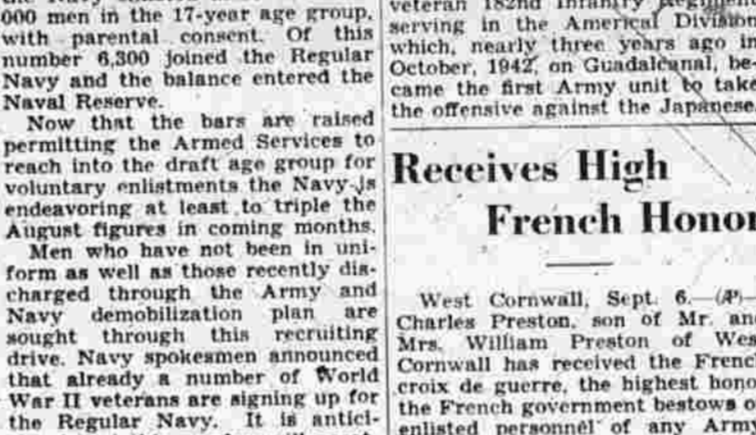 000 men in the 17-year age group,
with parental consent. Of this
number 6,300 joined the Regular
Navy and the balance entered the
Naval Reserve.
Now that the bars are raised
permitting the Armed Services to
reach into the draft age group for
voluntary enlistments the Navy is
endeavoring at least to triple the
August figures in coming months.
Men who have not been in uni-
form as well as those recently dis-
charged through the Army and
Navy demobilization plan are
sought through this recruiting
drive. Navy spokesmen announced
that already a number of World
War II veterans are signing up for
the Regular Navy. It is antici-
veteran 182nd Infantry Regiment
serving in the Americal Division
which, nearly three years ago in
October, 1942, on Guadalcanal, be-
came the first Army unit to take
the offensive against the Japanese
Receives High
French Honor
West Cornwall, Sept. 6.—(AP)—
Charles Preston, son of Mr. and
Mrs. William Preston of Wes
Cornwall has received the Frenc
croix de guerre, the highest hono
the French government bestows o
enlisted personnel of any Army